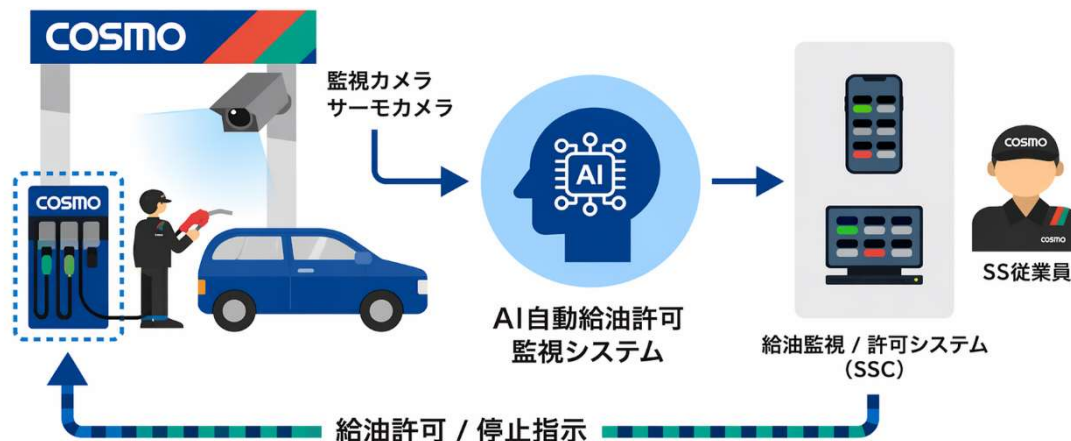 COSMO
監視カメラ
サーモカメラ
COSMO
AI
AI自動給油許可
監視システム
COSMO
COSMO
SS従業員
給油監視 / 許可システム
(SSC)
給油許可 / 停止指示